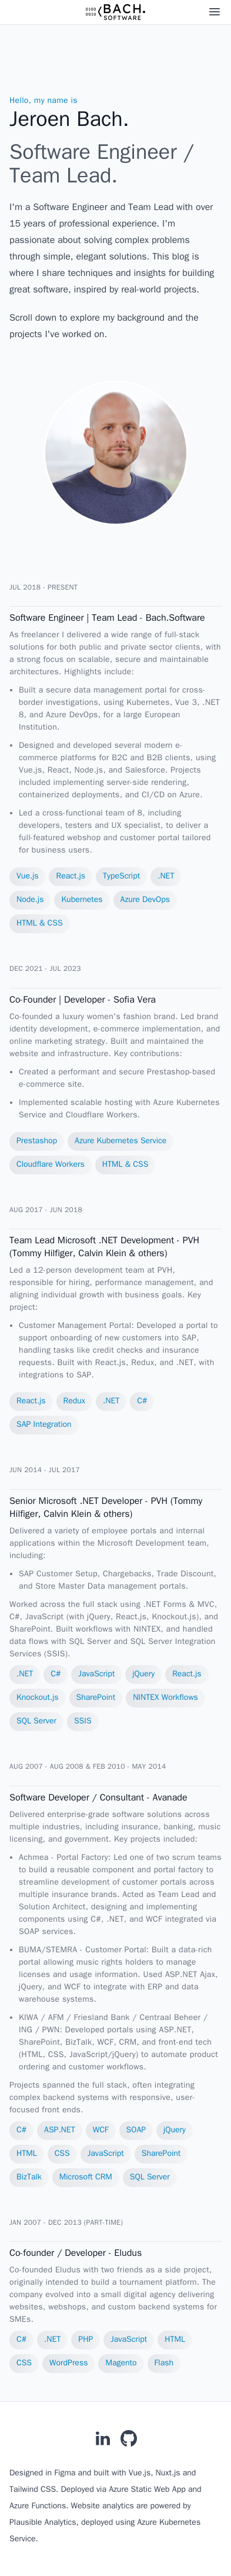 0100
0010
(BACH.
SOFTWARE
Hello, my name is
Jeroen Bach.
Software Engineer /
Team Lead.
I'm a Software Engineer and Team Lead with over
15 years of professional experience. I'm
passionate about solving complex problems
through simple, elegant solutions. This blog is
where I share techniques and insights for building
great software, inspired by real-world projects.
Scroll down to explore my background and the
projects I've worked on.
JUL 2018 - PRESENT
Software Engineer | Team Lead - Bach.Software
As freelancer I delivered a wide range of full-stack
solutions for both public and private sector clients, with
a strong focus on scalable, secure and maintainable
architectures. Highlights include:
• Built a secure data management portal for cross-
border investigations, using Kubernetes, Vue 3, .NET
8, and Azure DevOps, for a large European
Institution.
• Designed and developed several modern e-
commerce platforms for B2C and B2B clients, using
Vue.js, React, Node.js, and Salesforce. Projects
included implementing server-side rendering,
containerized deployments, and CI/CD on Azure.
• Led a cross-functional team of 8, including
developers, testers and UX specialist, to deliver a
full-featured webshop and customer portal tailored
for business users.
Vue.js React.js TypeScript .NET
Node.js Kubernetes Azure DevOps
HTML & CSS
DEC 2021 - JUL 2023
Co-Founder | Developer - Sofia Vera
Co-founded a luxury women's fashion brand. Led brand
identity development, e-commerce implementation, and
online marketing strategy. Built and maintained the
website and infrastructure. Key contributions:
• Created a performant and secure Prestashop-based
e-commerce site.
• Implemented scalable hosting with Azure Kubernetes
Service and Cloudflare Workers.
Prestashop Azure Kubernetes Service
Cloudflare Workers HTML & CSS
AUG 2017 - JUN 2018
Team Lead Microsoft .NET Development - PVH
(Tommy Hilfiger, Calvin Klein & others)
Led a 12-person development team at PVH,
responsible for hiring, performance management, and
aligning individual growth with business goals. Key
project:
• Customer Management Portal: Developed a portal to
support onboarding of new customers into SAP,
handling tasks like credit checks and insurance
requests. Built with React.js, Redux, and .NET, with
integrations to SAP.
React.js Redux .NET C#
SAP Integration
JUN 2014 - JUL 2017
Senior Microsoft .NET Developer - PVH (Tommy
Hilfiger, Calvin Klein & others)
Delivered a variety of employee portals and internal
applications within the Microsoft Development team,
including:
• SAP Customer Setup, Chargebacks, Trade Discount,
and Store Master Data management portals.
Worked across the full stack using .NET Forms & MVC,
C#, JavaScript (with jQuery, React.js, Knockout.js), and
SharePoint. Built workflows with NINTEX, and handled
data flows with SQL Server and SQL Server Integration
Services (SSIS).
.NET C# JavaScript jQuery React.js
Knockout.js SharePoint NINTEX Workflows
SQL Server SSIS
AUG 2007 - AUG 2008 & FEB 2010 - MAY 2014
Software Developer / Consultant - Avanade
Delivered enterprise-grade software solutions across
multiple industries, including insurance, banking, music
licensing, and government. Key projects included:
• Achmea - Portal Factory: Led one of two scrum teams
to build a reusable component and portal factory to
streamline development of customer portals across
multiple insurance brands. Acted as Team Lead and
Solution Architect, designing and implementing
components using C#, .NET, and WCF integrated via
SOAP services.
• BUMA/STEMRA - Customer Portal: Built a data-rich
portal allowing music rights holders to manage
licenses and usage information. Used ASP.NET Ajax,
jQuery, and WCF to integrate with ERP and data
warehouse systems.
• KIWA / AFM / Friesland Bank / Centraal Beheer /
ING / PWN: Developed portals using ASP.NET,
SharePoint, BizTalk, WCF, CRM, and front-end tech
(HTML, CSS, JavaScript/jQuery) to automate product
ordering and customer workflows.
Projects spanned the full stack, often integrating
complex backend systems with responsive, user-
focused front ends.
C# ASP.NET WCF SOAP jQuery
HTML CSS JavaScript SharePoint
BizTalk Microsoft CRM SQL Server
JAN 2007 - DEC 2013 (PART-TIME)
Co-founder / Developer - Eludus
Co-founded Eludus with two friends as a side project,
originally intended to build a tournament platform. The
company evolved into a small digital agency delivering
websites, webshops, and custom backend systems for
SMEs.
C# .NET PHP JavaScript HTML
CSS WordPress Magento Flash
Designed in Figma and built with Vue.js, Nuxt.js and
Tailwind CSS. Deployed via Azure Static Web App and
Azure Functions. Website analytics are powered by
Plausible Analytics, deployed using Azure Kubernetes
Service.